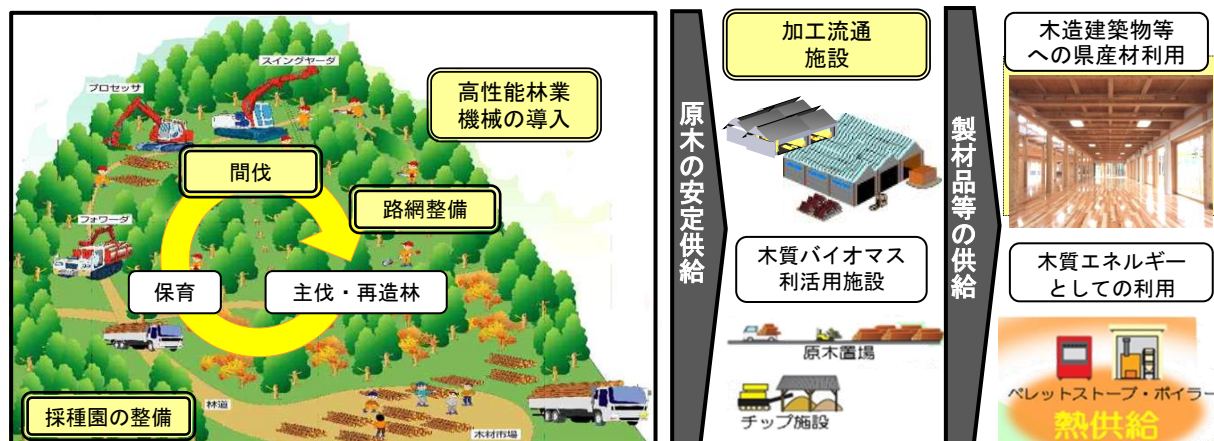 スイングヤーダ
プロセッサ
高性能林業
機械の導入
間伐
路網整備
フォワーダ
保育
主伐・再造林
採種園の整備
林道
木材市場
原木の安定供給
加工流通
施設
木質バイオマス
利活用施設
原木置場
チップ施設
製材品等の供給
木造建築物等
への県産材利用
木質エネルギー
としての利用
ペレットストーブ・ボイラー
熱供給